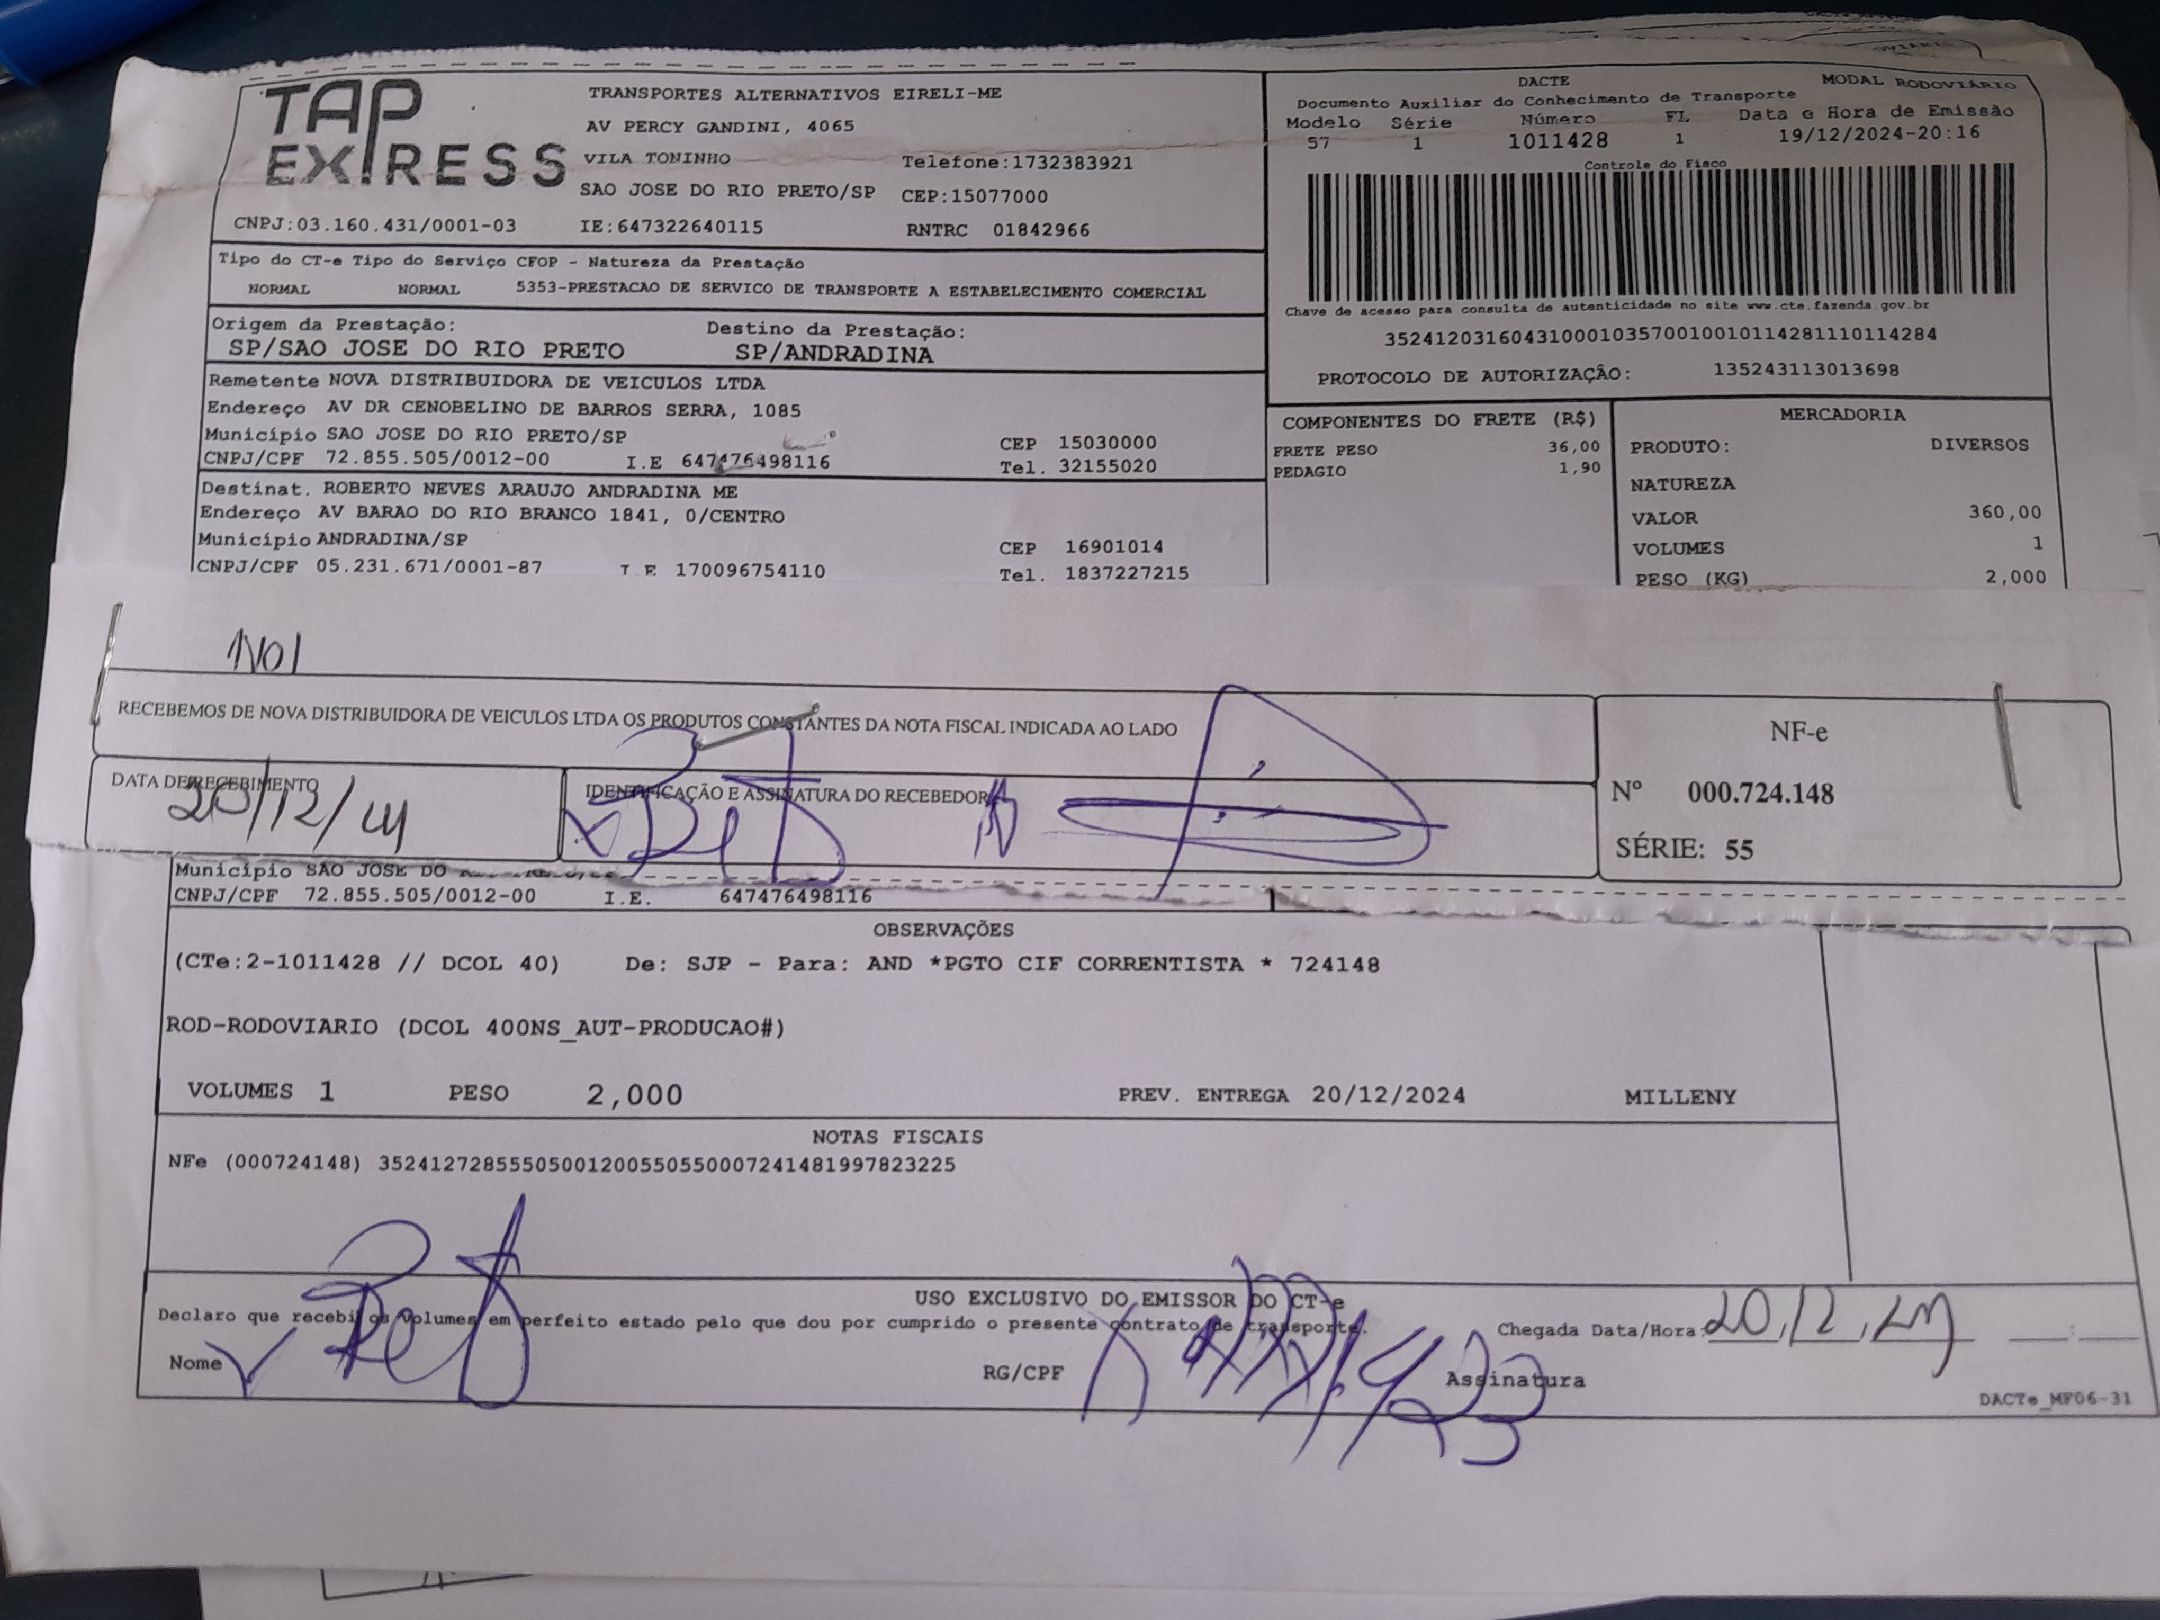 TAP EXPRESS
TRANSPORTES ALTERNATIVOS EIRELI-ME
AV PERCY GANDINI, 4065
VILA TONINHO Telefone:1732383921
SAO JOSE DO RIO PRETO/SP CEP:15077000
CNPJ:03.160.431/0001-03 IE:647322640115 RNTRC 01842966
DACTE MODAL RODOVIÁRIO
Documento Auxiliar do Conhecimento de Transporte
Modelo Série Número FL Data e Hora de Emissão
57 1 1011428 1 19/12/2024-20:16
Controle do Fisco
Chave de acesso para consulta de autenticidade no site www.cte.fazenda.gov.br
35241203160431000103570010010114281110114284
PROTOCOLO DE AUTORIZAÇÃO: 135243113013698
Tipo do CT-e Tipo do Serviço CFOP - Natureza da Prestação
NORMAL NORMAL 5353-PRESTACAO DE SERVICO DE TRANSPORTE A ESTABELECIMENTO COMERCIAL
Origem da Prestação: Destino da Prestação:
SP/SAO JOSE DO RIO PRETO SP/ANDRADINA
Remetente NOVA DISTRIBUIDORA DE VEICULOS LTDA
Endereço AV DR CENOBELINO DE BARROS SERRA, 1085
Município SAO JOSE DO RIO PRETO/SP CEP 15030000
CNPJ/CPF 72.855.505/0012-00 I.E 647476498116 Tel. 32155020
Destinat. ROBERTO NEVES ARAUJO ANDRADINA ME
Endereço AV BARAO DO RIO BRANCO 1841, 0/CENTRO
Município ANDRADINA/SP CEP 16901014
CNPJ/CPF 05.231.671/0001-87 I.E 170096754110 Tel. 1837227215
COMPONENTES DO FRETE (R$)
FRETE PESO 36,00
PEDAGIO 1,90
MERCADORIA
PRODUTO: DIVERSOS
NATUREZA
VALOR 360,00
VOLUMES 1
PESO (KG) 2,000
RECEBEMOS DE NOVA DISTRIBUIDORA DE VEICULOS LTDA OS PRODUTOS CONSTANTES DA NOTA FISCAL INDICADA AO LADO
DATA DE RECEBIMENTO IDENTIFICAÇÃO E ASSINATURA DO RECEBEDOR
20/12/24
NF-e
Nº 000.724.148
SÉRIE: 55
Município SAO JOSE DO
CNPJ/CPF 72.855.505/0012-00 I.E. 647476498116
OBSERVAÇÕES
(CTe:2-1011428 // DCOL 40) De: SJP - Para: AND *PGTO CIF CORRENTISTA * 724148
ROD-RODOVIARIO (DCOL 400NS_AUT-PRODUCAO#)
VOLUMES 1 PESO 2,000 PREV. ENTREGA 20/12/2024 MILLENY
NOTAS FISCAIS
NFe (000724148) 35241272855505001200550550007241481997823225
USO EXCLUSIVO DO EMISSOR DO CT-e
Declaro que recebi os volumes em perfeito estado pelo que dou por cumprido o presente contrato de transporte. Chegada Data/Hora: 20/12/24
Nome RG/CPF Assinatura
DACTe_MF06-31